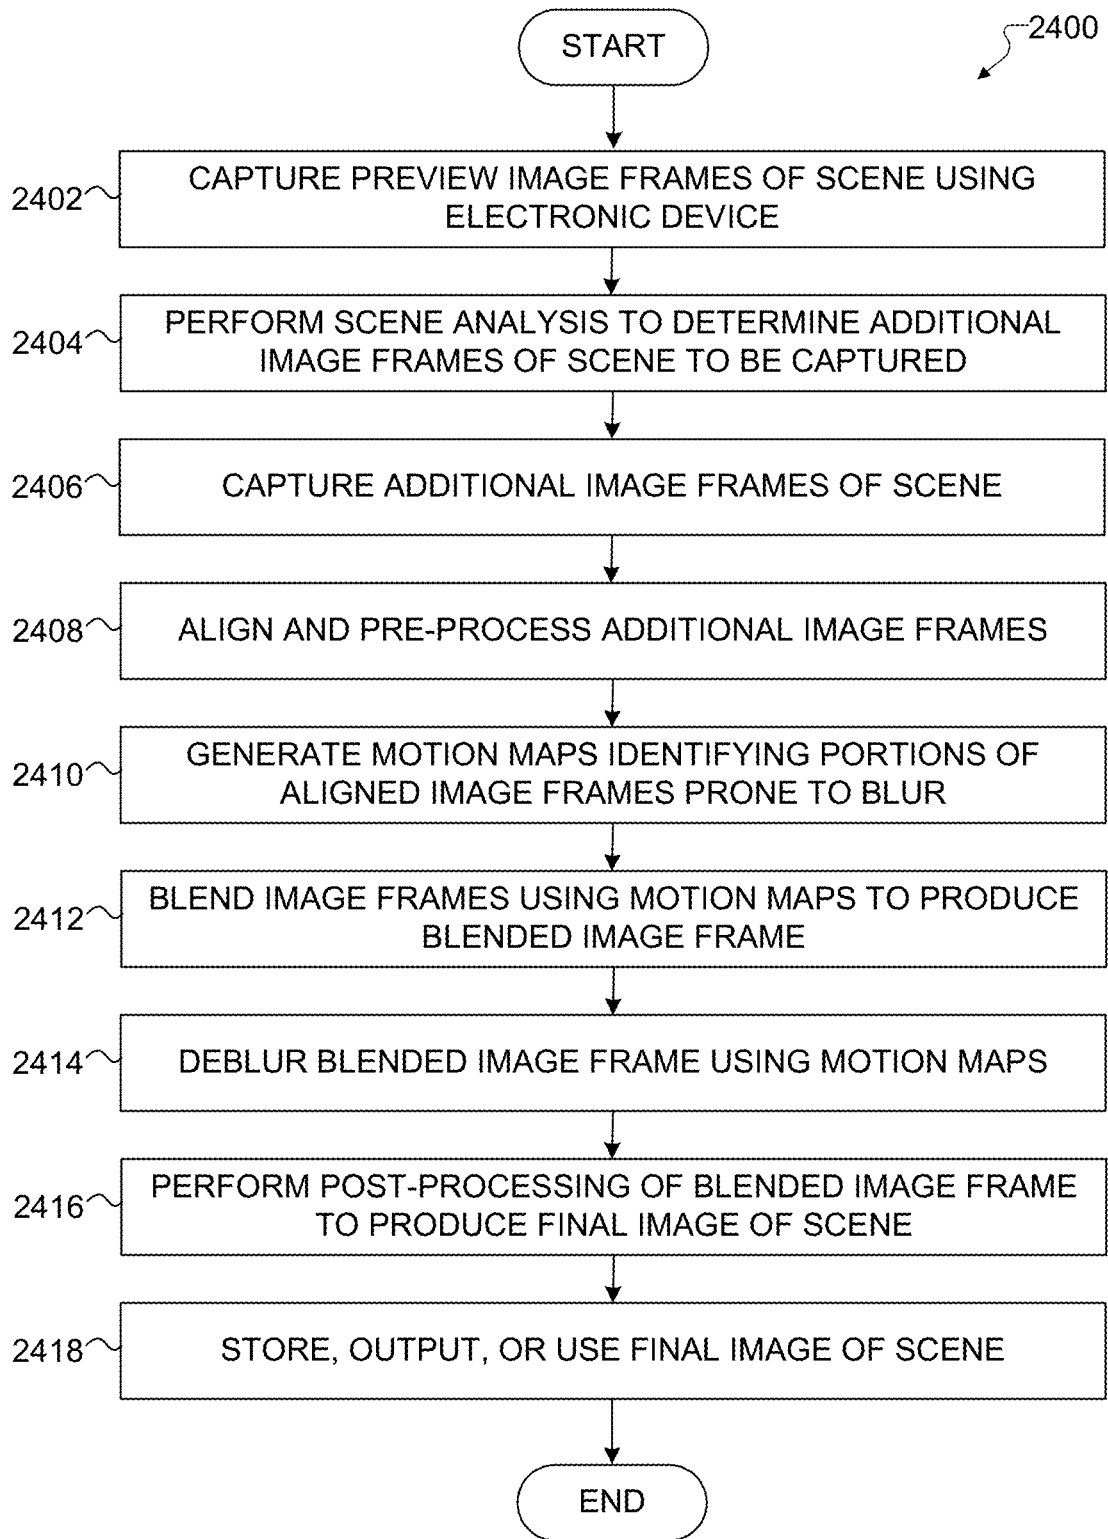 START
2400
2402
CAPTURE PREVIEW IMAGE FRAMES OF SCENE USING
ELECTRONIC DEVICE
2404
PERFORM SCENE ANALYSIS TO DETERMINE ADDITIONAL
IMAGE FRAMES OF SCENE TO BE CAPTURED
2406
CAPTURE ADDITIONAL IMAGE FRAMES OF SCENE
2408
ALIGN AND PRE-PROCESS ADDITIONAL IMAGE FRAMES
2410
GENERATE MOTION MAPS IDENTIFYING PORTIONS OF
ALIGNED IMAGE FRAMES PRONE TO BLUR
2412
BLEND IMAGE FRAMES USING MOTION MAPS TO PRODUCE
BLENDED IMAGE FRAME
2414
DEBLUR BLENDED IMAGE FRAME USING MOTION MAPS
2416
PERFORM POST-PROCESSING OF BLENDED IMAGE FRAME
TO PRODUCE FINAL IMAGE OF SCENE
2418
STORE, OUTPUT, OR USE FINAL IMAGE OF SCENE
END